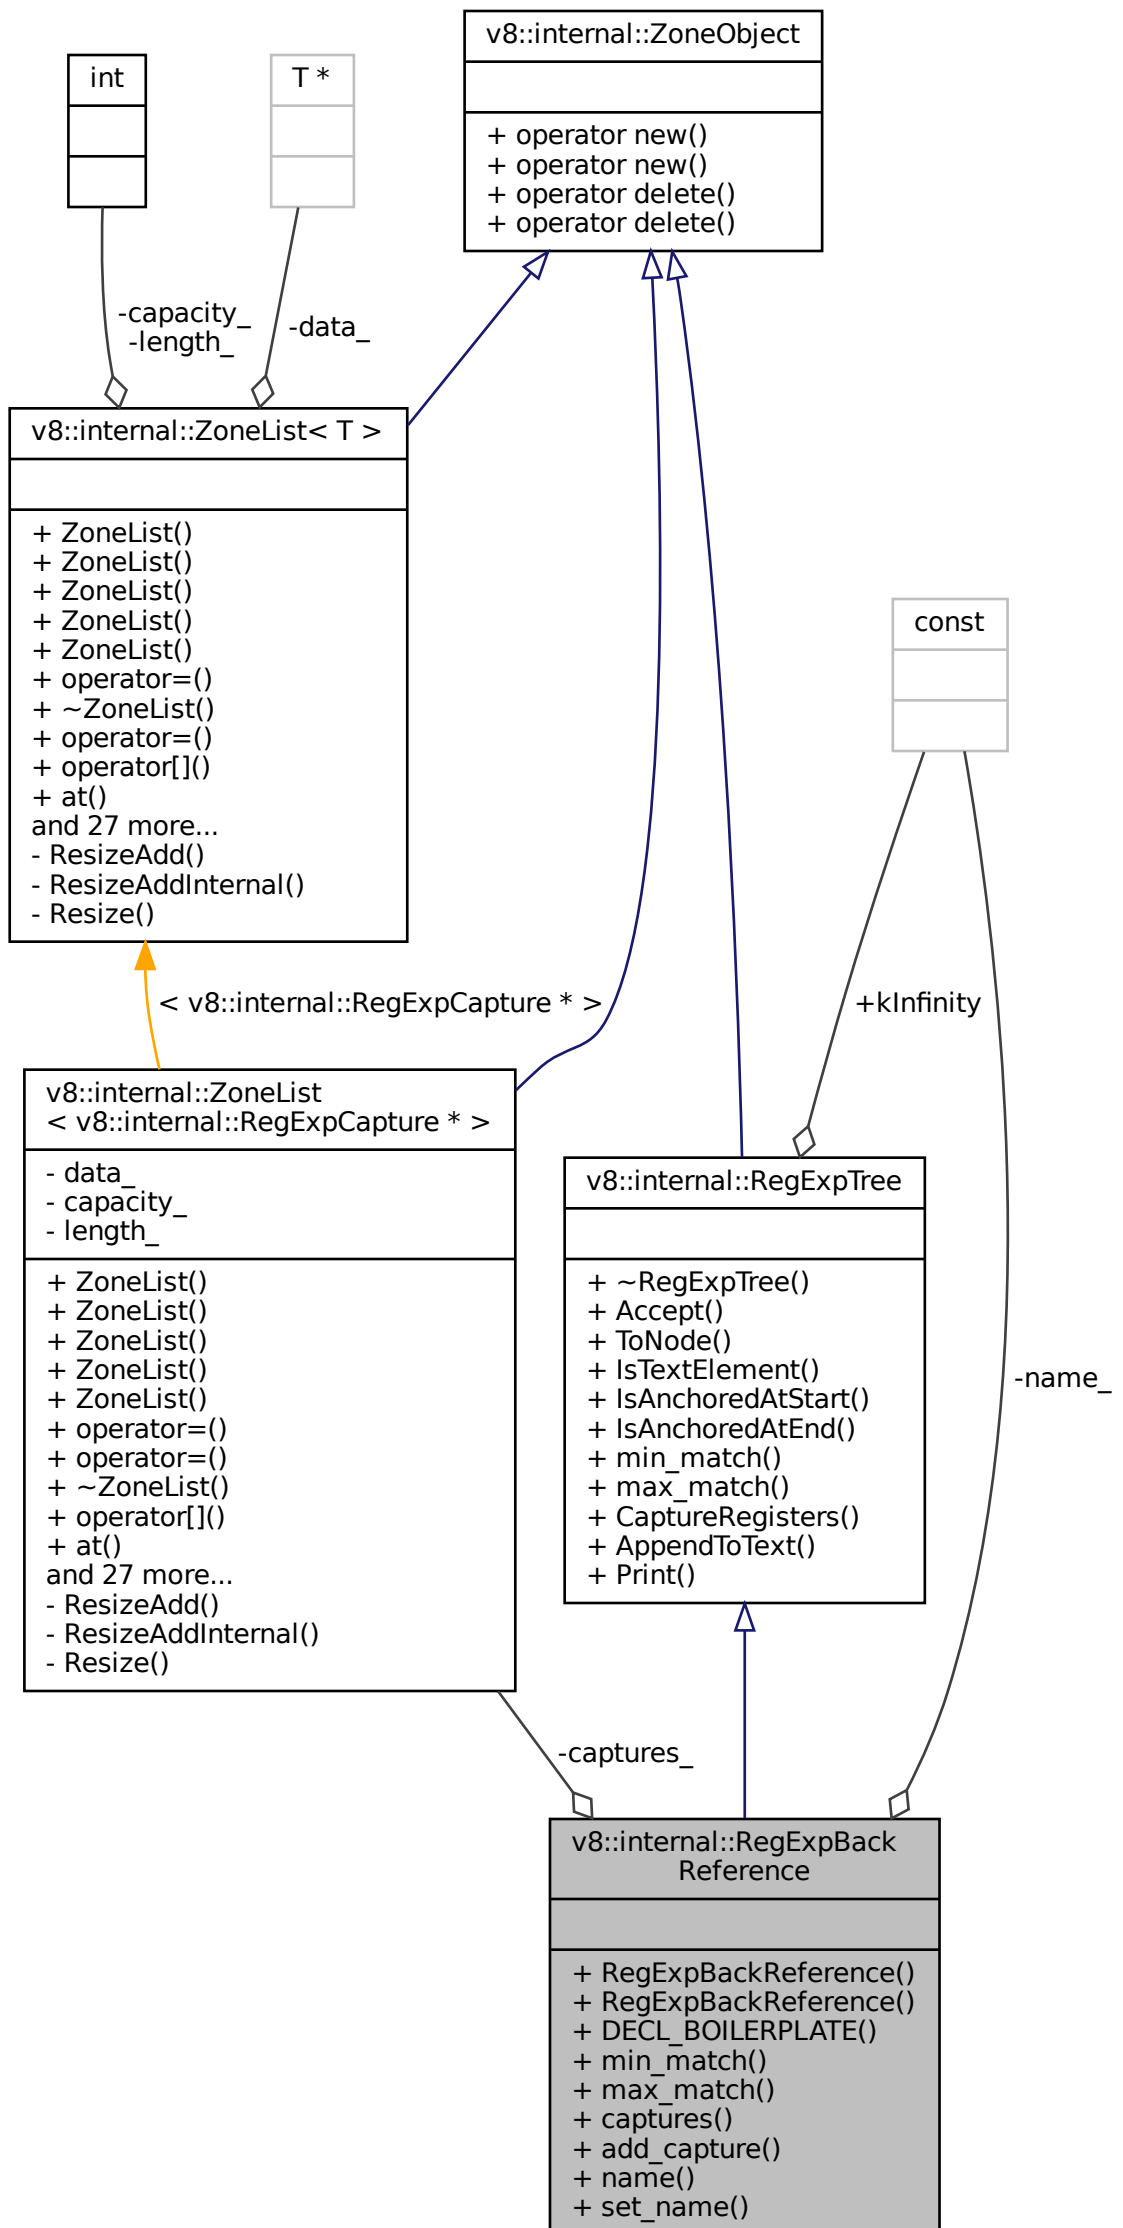 v8::internal::ZoneObject
+ operator new()
+ operator new()
+ operator delete()
+ operator delete()
int
T *
-capacity_
-length_
-data_
v8::internal::ZoneList< T >
+ ZoneList()
+ ZoneList()
+ ZoneList()
+ ZoneList()
+ ZoneList()
+ operator=()
+ ~ZoneList()
+ operator=()
+ operator[]()
+ at()
and 27 more...
- ResizeAdd()
- ResizeAddInternal()
- Resize()
const
< v8::internal::RegExpCapture * >
+kInfinity
v8::internal::ZoneList
< v8::internal::RegExpCapture * >
- data_
- capacity_
- length_
+ ZoneList()
+ ZoneList()
+ ZoneList()
+ ZoneList()
+ ZoneList()
+ operator=()
+ operator=()
+ ~ZoneList()
+ operator[]()
+ at()
and 27 more...
- ResizeAdd()
- ResizeAddInternal()
- Resize()
v8::internal::RegExpTree
+ ~RegExpTree()
+ Accept()
+ ToNode()
+ IsTextElement()
+ IsAnchoredAtStart()
+ IsAnchoredAtEnd()
+ min_match()
+ max_match()
+ CaptureRegisters()
+ AppendToText()
+ Print()
-name_
-captures_
v8::internal::RegExpBack
Reference
+ RegExpBackReference()
+ RegExpBackReference()
+ DECL_BOILERPLATE()
+ min_match()
+ max_match()
+ captures()
+ add_capture()
+ name()
+ set_name()